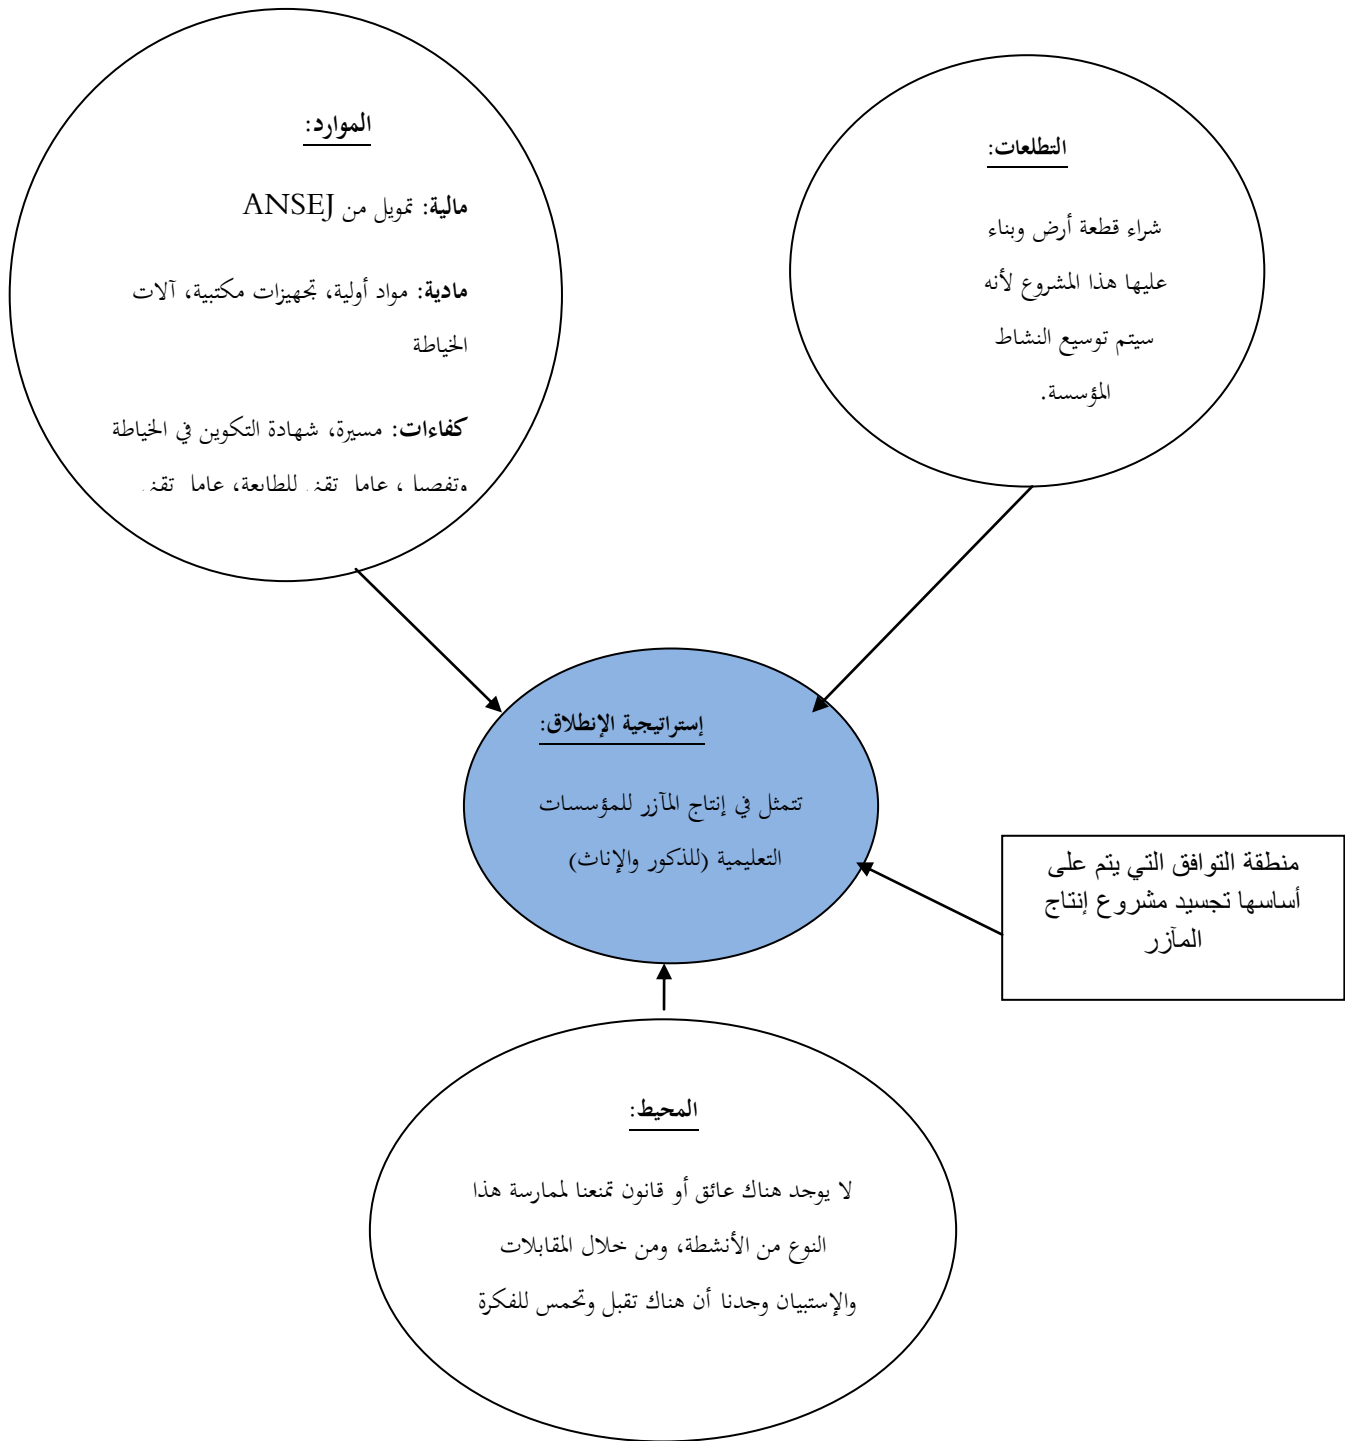 الموارد:
مالية: تمويل من ANSEJ
مادية: مواد أولية، تجهيزات مكتبية، آلات
الخياطة
كفاءات: مسيرة، شهادة التكوين في الخياطة
للطابعة، عامل تقني
التطلعات:
شراء قطعة أرض وبناء
عليها هذا المشروع لأنه
سيتم توسيع النشاط
المؤسسة.
إستراتيجية الإنطلاق:
تتمثل في إنتاج المآزر للمؤسسات
التعليمية (للذكور والإناث)
منطقة التوافق التي يتم على
أساسها تجسيد مشروع إنتاج
المآزر
المحيط:
لا يوجد هناك عائق أو قانون تمنعنا لممارسة هذا
النوع من الأنشطة، ومن خلال المقابلات
والإستبيان وجدنا أن هناك تقبل وتحمس للفكرة